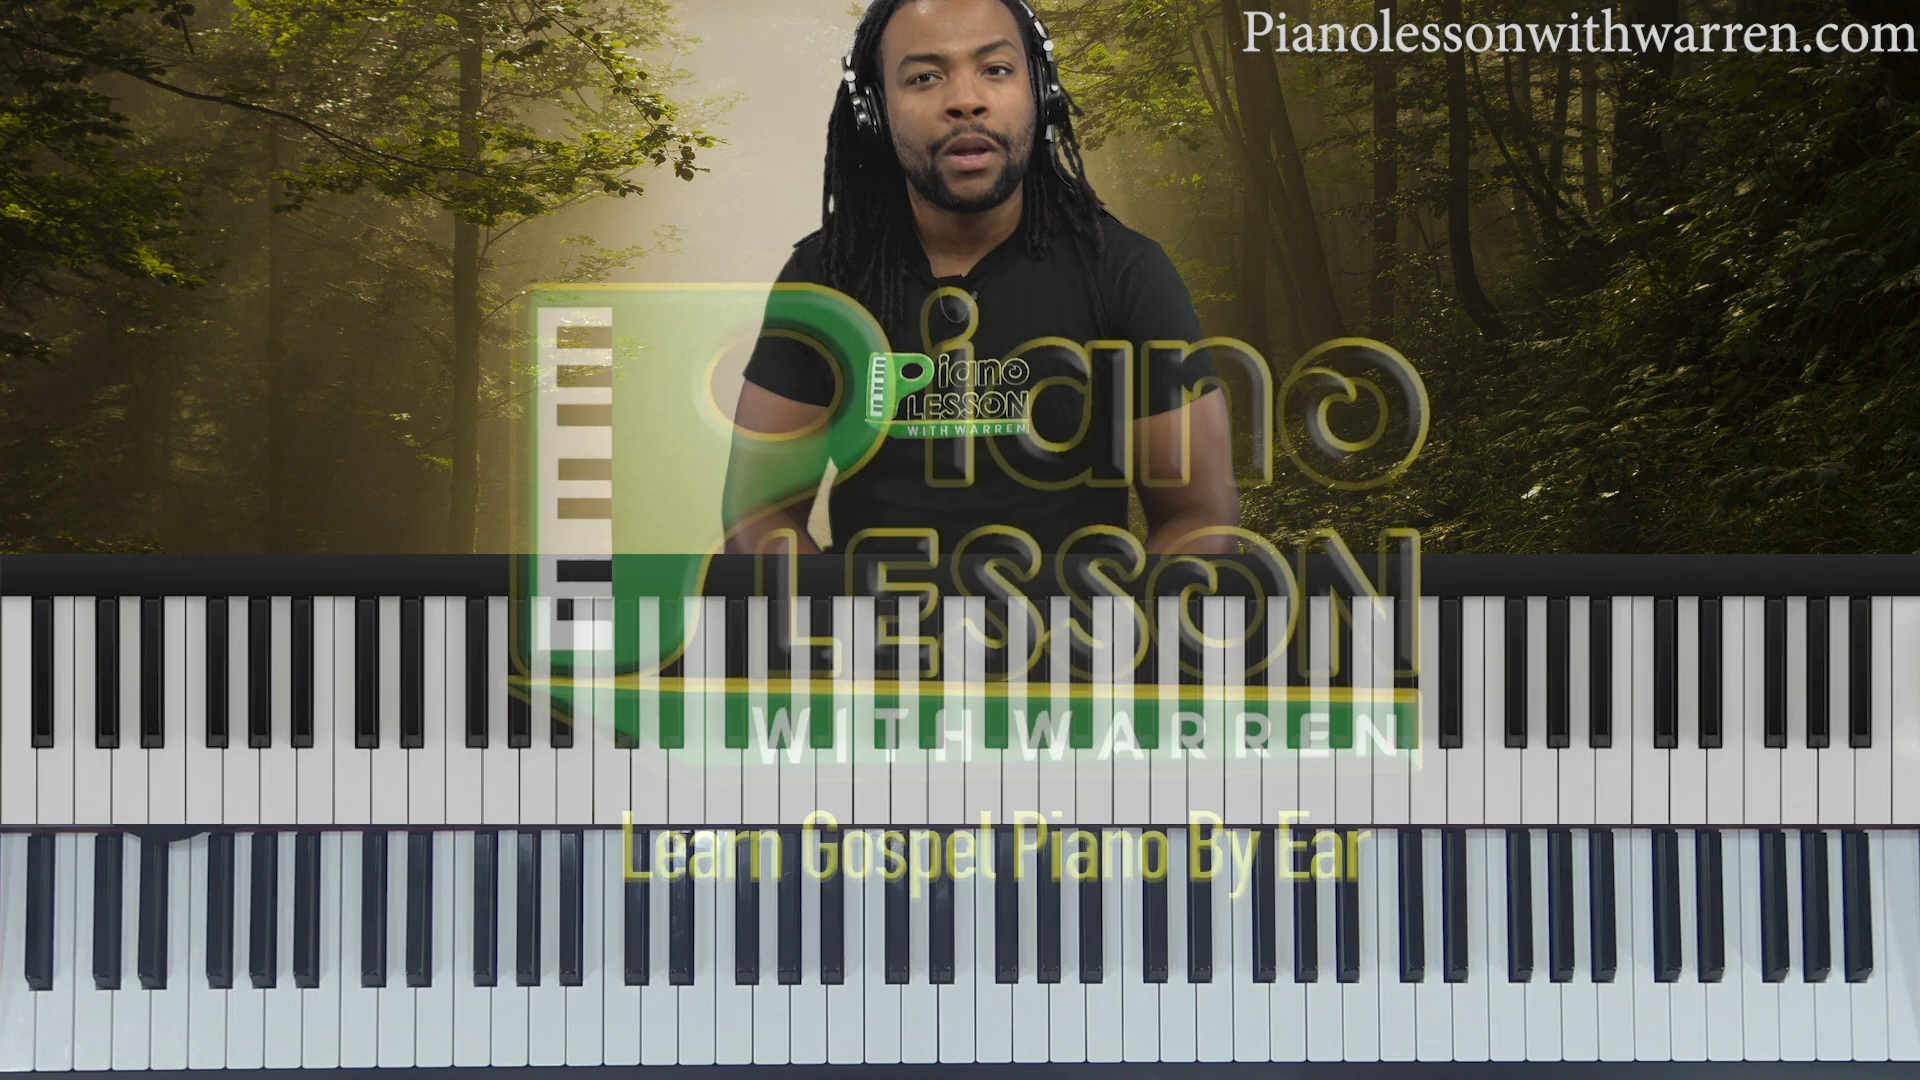 Pianolessonwithwarren.com
Piano
LESSON
WITH WARREN
Piano
LESSON
WITH WARREN
Learn Gospel Piano By Ear